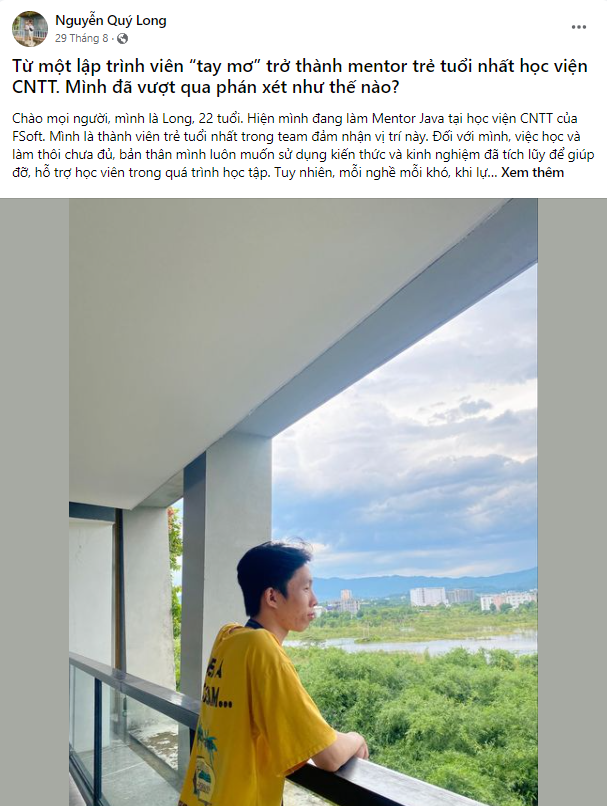 Nguyễn Quý Long
29 Tháng 8 ·
Từ một lập trình viên “tay mơ” trở thành mentor trẻ tuổi nhất học viện
CNTT. Mình đã vượt qua phán xét như thế nào?
Chào mọi người, mình là Long, 22 tuổi. Hiện mình đang làm Mentor Java tại học viện CNTT của
FSoft. Mình là thành viên trẻ tuổi nhất trong team đảm nhận vị trí này. Đối với mình, việc học và
làm thôi chưa đủ, bản thân mình luôn muốn sử dụng kiến thức và kinh nghiệm đã tích lũy để giúp
đỡ, hỗ trợ học viên trong quá trình học tập. Tuy nhiên, mỗi nghề mỗi khó, khi lự... Xem thêm